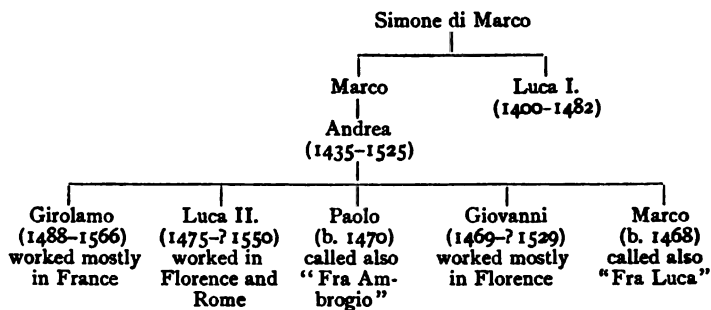 Simone di Marco
Marco
Luca I.
(1400–1482)
Andrea
(1435–1525)
Girolamo
(1488–1566)
worked mostly
in France
Luca II.
(1475–? 1550)
worked in
Florence and
Rome
Paolo
(b. 1470)
called also
“Fra Am-
brogio”
Giovanni
(1469–? 1529)
worked mostly
in Florence
Marco
(b. 1468)
called also
“Fra Luca”